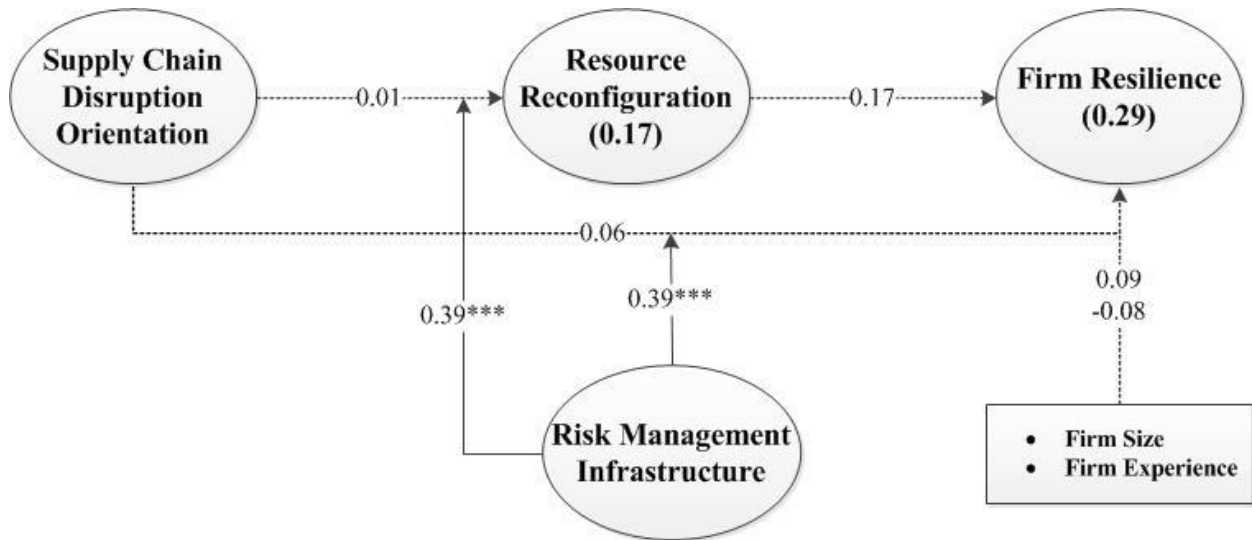 Supply Chain
Disruption
Orientation
0.01
Resource
Reconfiguration
(0.17)
0.17
Firm Resilience
(0.29)
0.06
0.39***
0.39***
0.09
-0.08
Risk Management
Infrastructure
• Firm Size
• Firm Experience